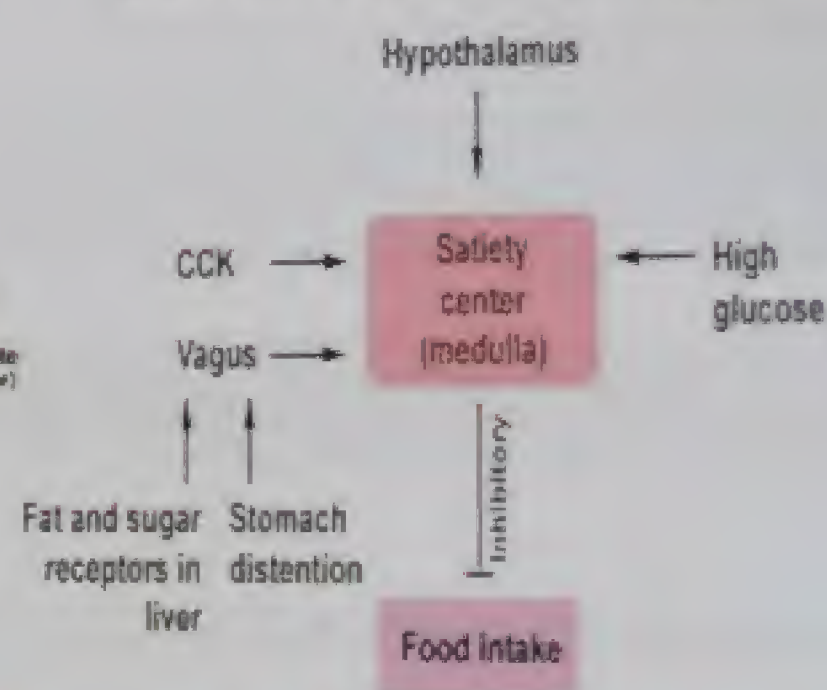 Hypothalamus
CCK
Vagus
Satiety
center
(medulla)
High
glucose
Inhibitory
Fat and sugar
receptors in
liver
Stomach
distention
Food intake